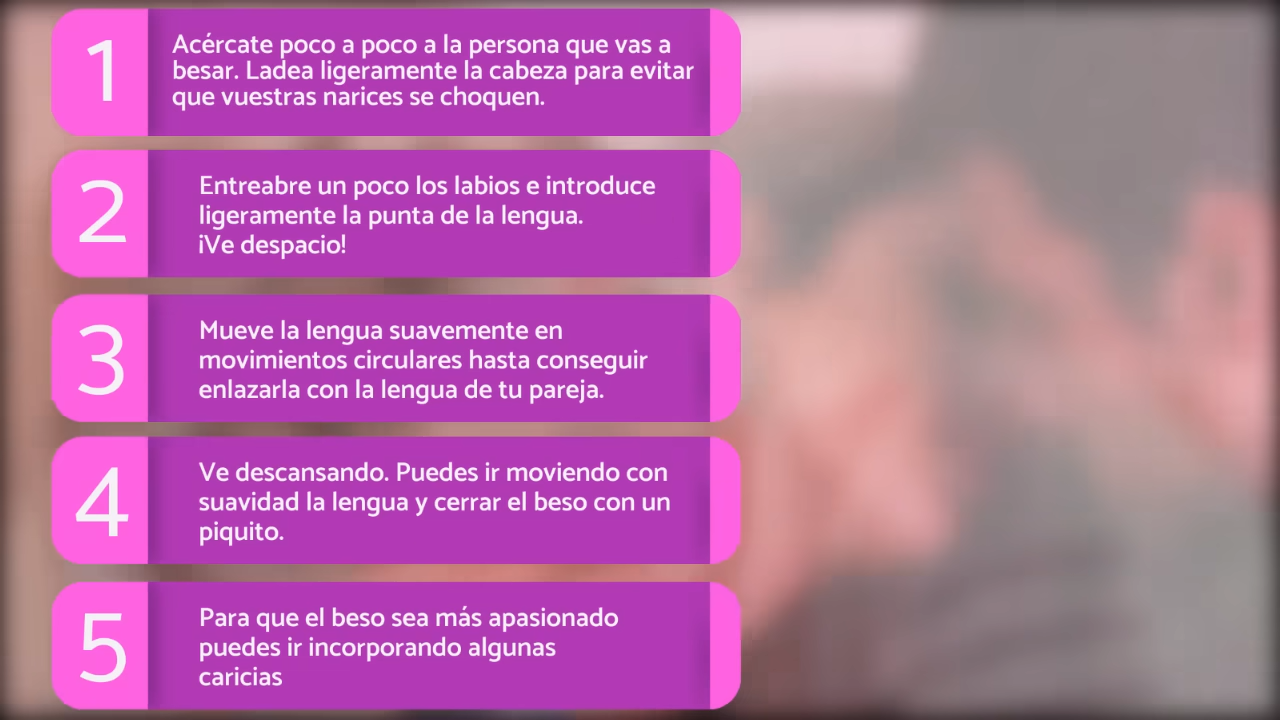 1
Acércate poco a poco a la persona que vas a
besar. Ladea ligeramente la cabeza para evitar
que vuestras narices se choquen.
2
Entreabre un poco los labios e introduce
ligeramente la punta de la lengua.
¡Ve despacio!
3
Mueve la lengua suavemente en
movimientos circulares hasta conseguir
enlazarla con la lengua de tu pareja.
4
Ve descansando. Puedes ir moviendo con
suavidad la lengua y cerrar el beso con un
piquito.
5
Para que el beso sea más apasionado
puedes ir incorporando algunas
caricias